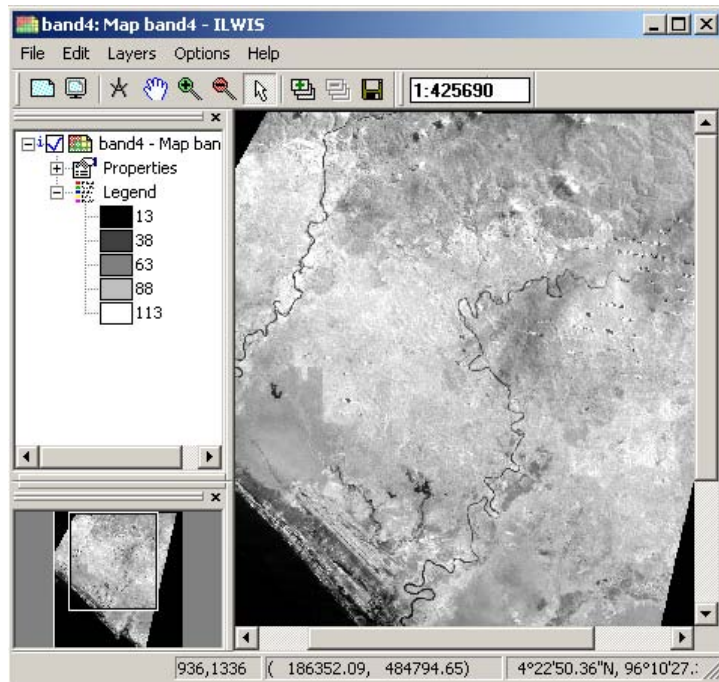 band4: Map band4 - ILWIS
File Edit Layers Options Help
1:425690
band4 - Map ban
Properties
Legend
13
38
63
88
113
936,1336 ( 186352.09, 484794.65) 4°22'50.36"N, 96°10'27.